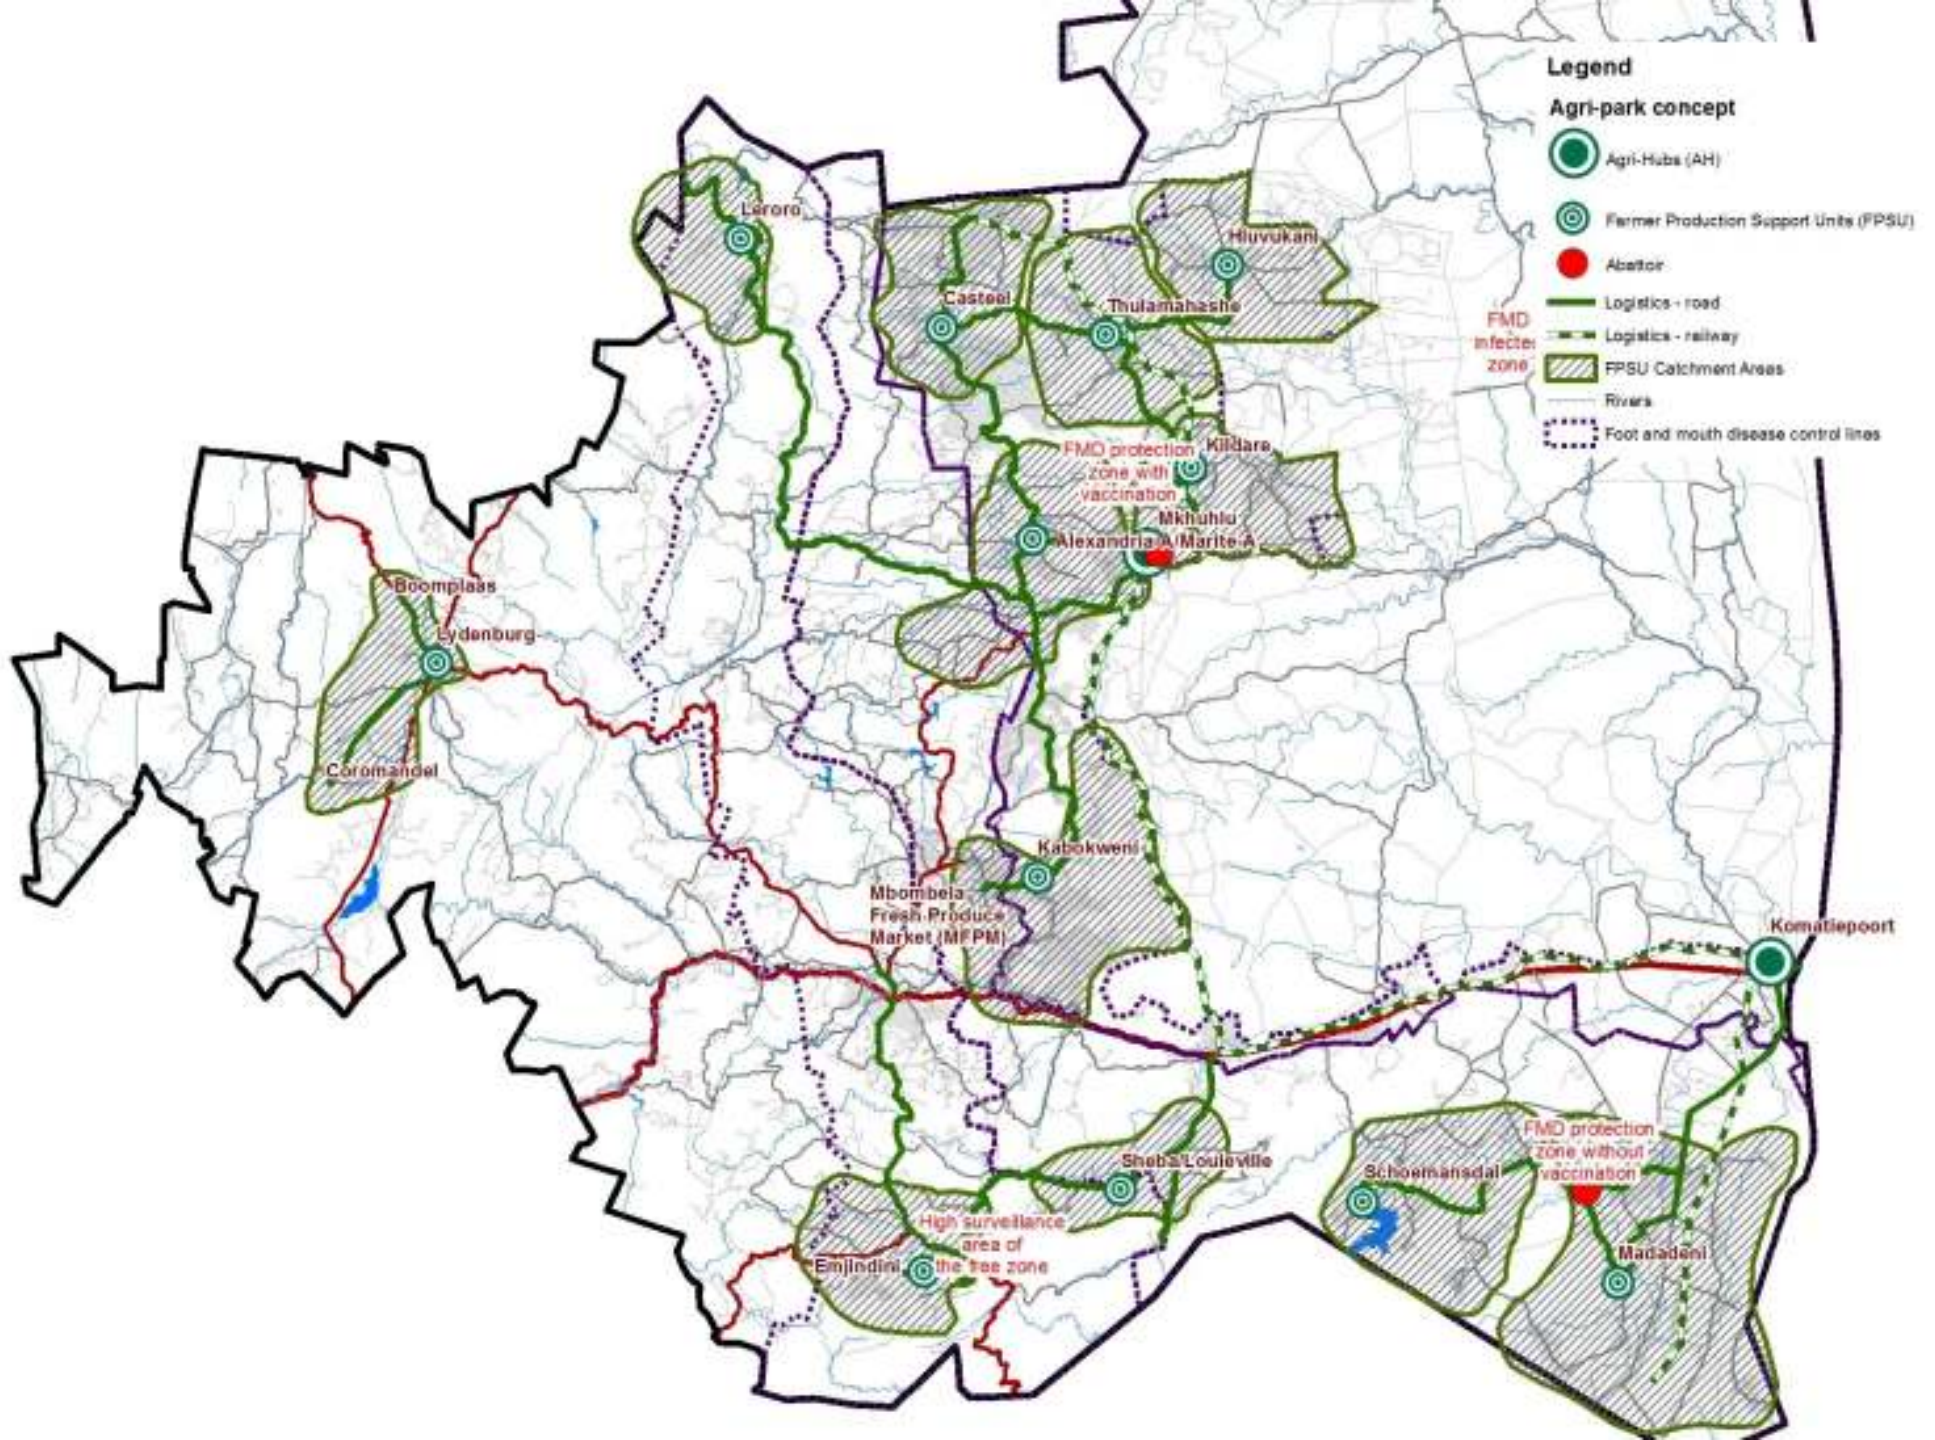 Legend
Agri-park concept
Agri-Hubs (AH)
Farmer Production Support Units (FPSU)
Abattoir
Logistics - road
Logistics - railway
FPSU Catchment Areas
Rivers
Foot and mouth disease control lines
Leroro
Hluvukani
Casteel
Thulamahashe
FMD
infected
zone
Kildare
FMD protection
zone with
vaccination
Mkhuhlu
Alexandria A/Marite A
Boomplaas
Lydenburg
Coromandel
Kabokweni
Mbombela
Fresh Produce
Market (MFPM)
Komatiepoort
FMD protection
zone without
vaccination
Sheba/Louieville
Schoemansdal
High surveillance
area of
the free zone
Emjindini
Madadeni